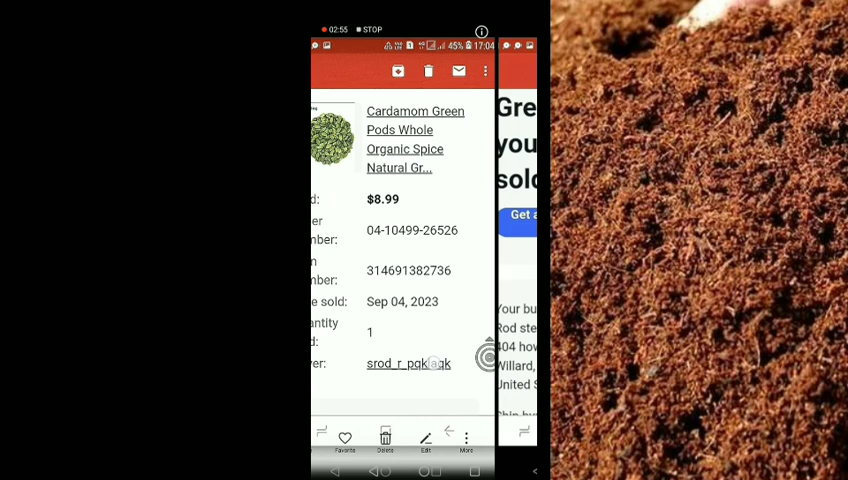 02:55 STOP
45% 17:04
Cardamom Green
Pods Whole
Organic Spice
Natural Gr...
d:
$8.99
er
mber:
04-10499-26526
m
mber:
314691382736
e sold:
Sep 04, 2023
antity
d:
1
er:
Gre
you
sold
Get a
Your bu
Rod ste
404 ho
Willard,
United S
Favorite
Delete
Edit
More